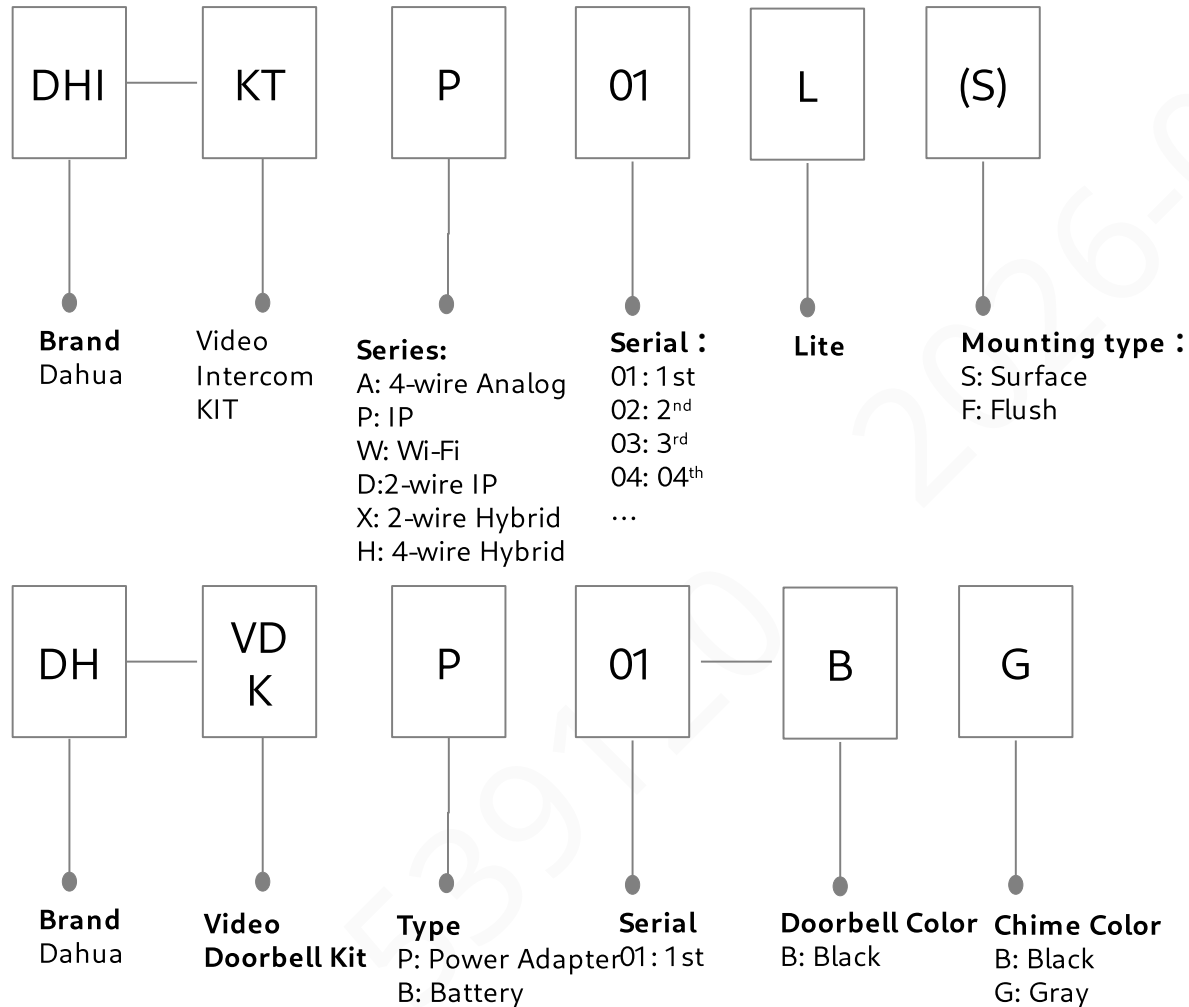 DHI KT P 01 L (S)
Brand
Dahua
Video
Intercom
KIT
Series:
A: 4-wire Analog
P: IP
W: Wi-Fi
D:2-wire IP
X: 2-wire Hybrid
H: 4-wire Hybrid
Serial：
01: 1st
02: 2nd
03: 3rd
04: 04th
...
Lite
Mounting type：
S: Surface
F: Flush
DH VD P 01 B G
K
Brand
Dahua
Video
Doorbell Kit
Type
P: Power Adapter
B: Battery
Serial
01: 1st
Doorbell Color
B: Black
Chime Color
B: Black
G: Gray
539120
2026-0